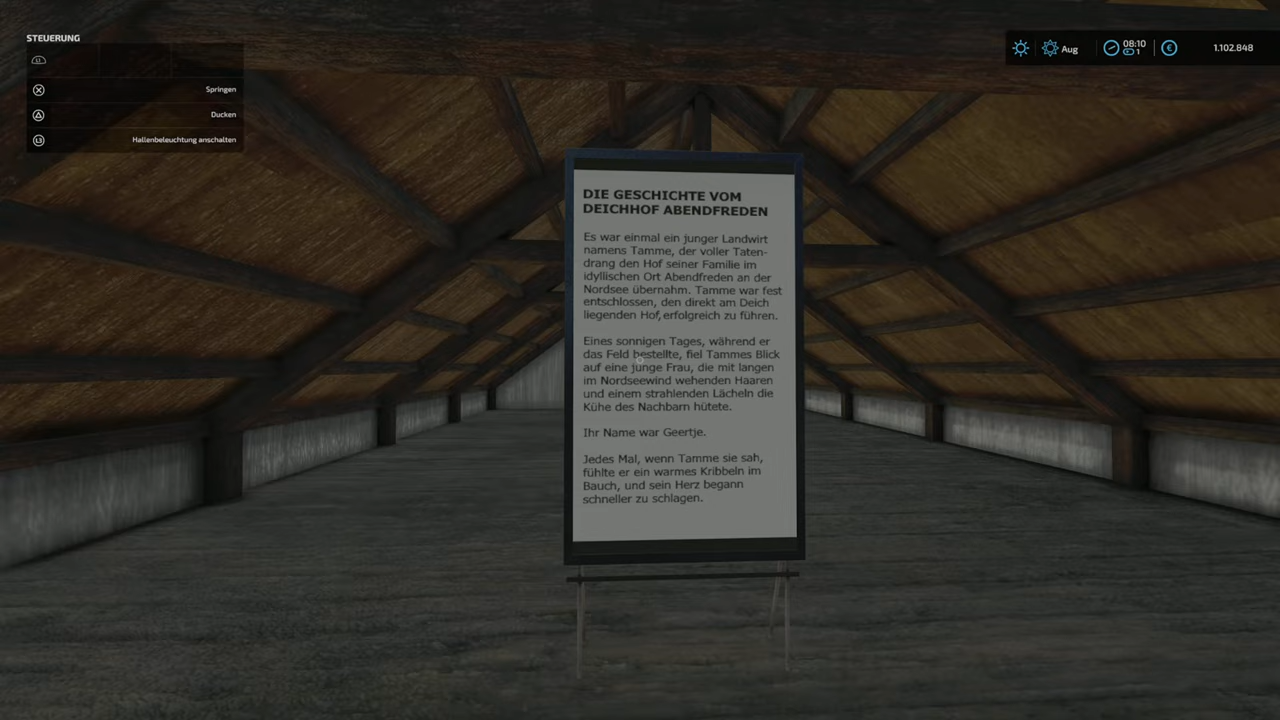 STEUERUNG
L1
Springen
Ducken
L3
Hallenbeleuchtung anschalten
Aug
08:10
1
€
1.102.848
DIE GESCHICHTE VOM
DEICHHOF ABENDFREDEN
Es war einmal ein junger Landwirt
namens Tamme, der voller Taten-
drang den Hof seiner Familie im
idyllischen Ort Abendfreden an der
Nordsee übernahm. Tamme war fest
entschlossen, den direkt am Deich
liegenden Hof, erfolgreich zu führen.
Eines sonnigen Tages, während er
das Feld bestellte, fiel Tammes Blick
auf eine junge Frau, die mit langen
im Nordseewind wehenden Haaren
und einem strahlenden Lächeln die
Kühe des Nachbarn hütete.
Ihr Name war Geertje.
Jedes Mal, wenn Tamme sie sah,
fühlte er ein warmes Kribbeln im
Bauch, und sein Herz begann
schneller zu schlagen.